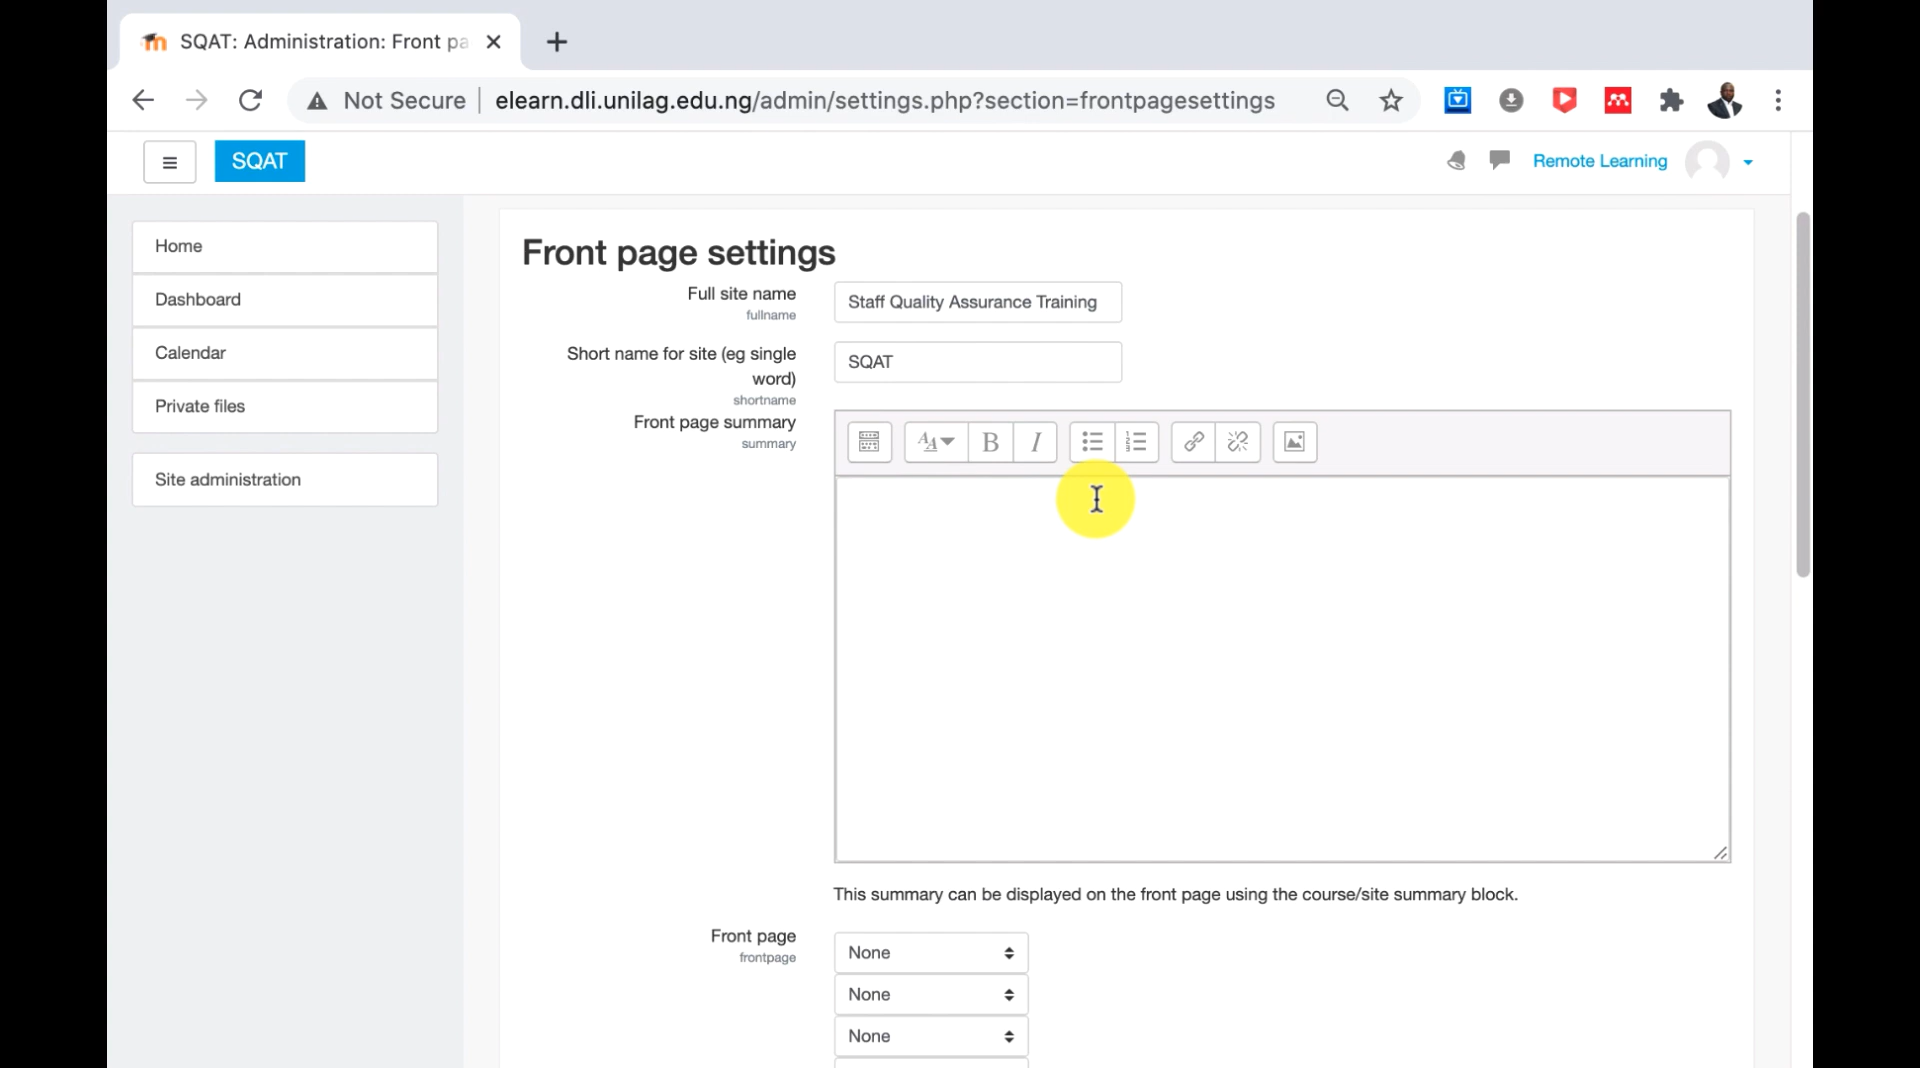 SQAT: Administration: Front pa
Not Secure
elearn.dli.unilag.edu.ng/admin/settings.php?section=frontpagesettings
SQAT
Remote Learning
Home
Dashboard
Calendar
Private files
Site administration
Front page settings
Full site name
fullname
Staff Quality Assurance Training
Short name for site (eg single
word)
shortname
SQAT
Front page summary
summary
B
I
This summary can be displayed on the front page using the course/site summary block.
Front page
frontpage
None
None
None